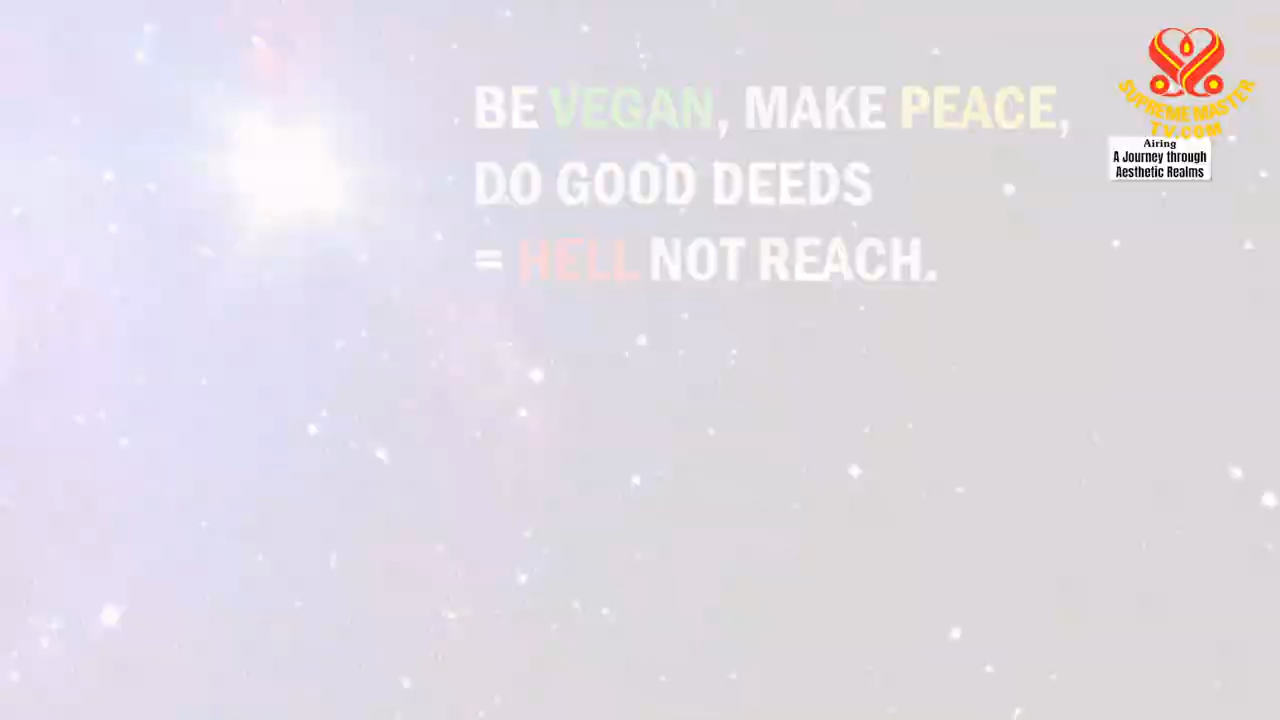 BE VEGAN, MAKE PEACE,
DO GOOD DEEDS
= HELL NOT REACH.
SUPREME MASTER
TV.COM
Airing
A Journey through
Aesthetic Realms